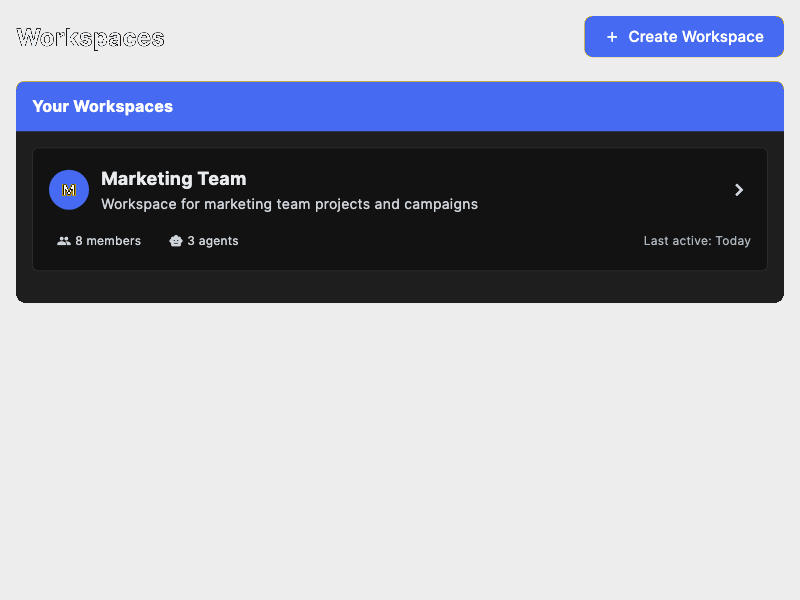 Workspaces
+ Create Workspace
Your Workspaces
M
Marketing Team
Workspace for marketing team projects and campaigns
8 members
3 agents
Last active: Today